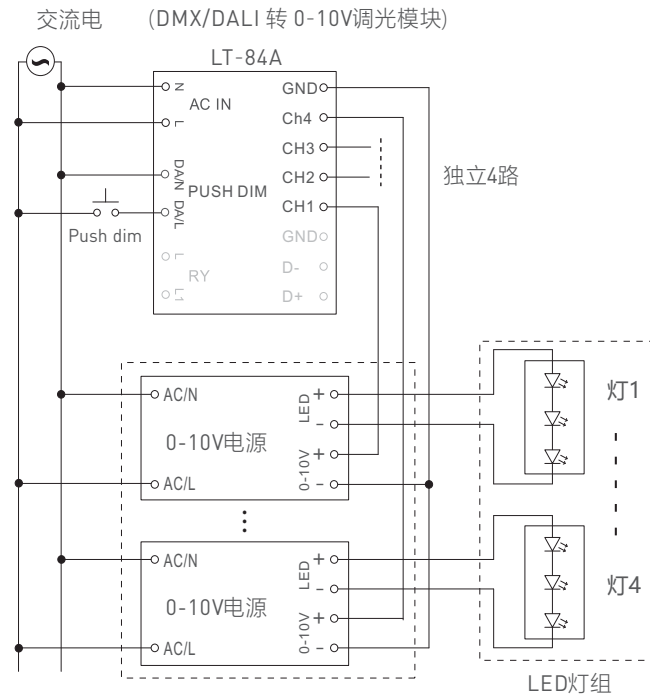 交流电 (DMX/DALI 转 0-10V调光模块)
LT-84A
N
AC IN
L
DA/N
PUSH DIM
DA/L
Push dim
L
RY
L1
GND
Ch4
CH3
CH2
CH1
GND
D-
D+
独立4路
AC/N
0-10V电源
AC/L
+
LED
-
+
0-10V
-
灯1
AC/N
0-10V电源
AC/L
+
LED
-
+
0-10V
-
灯4
LED灯组